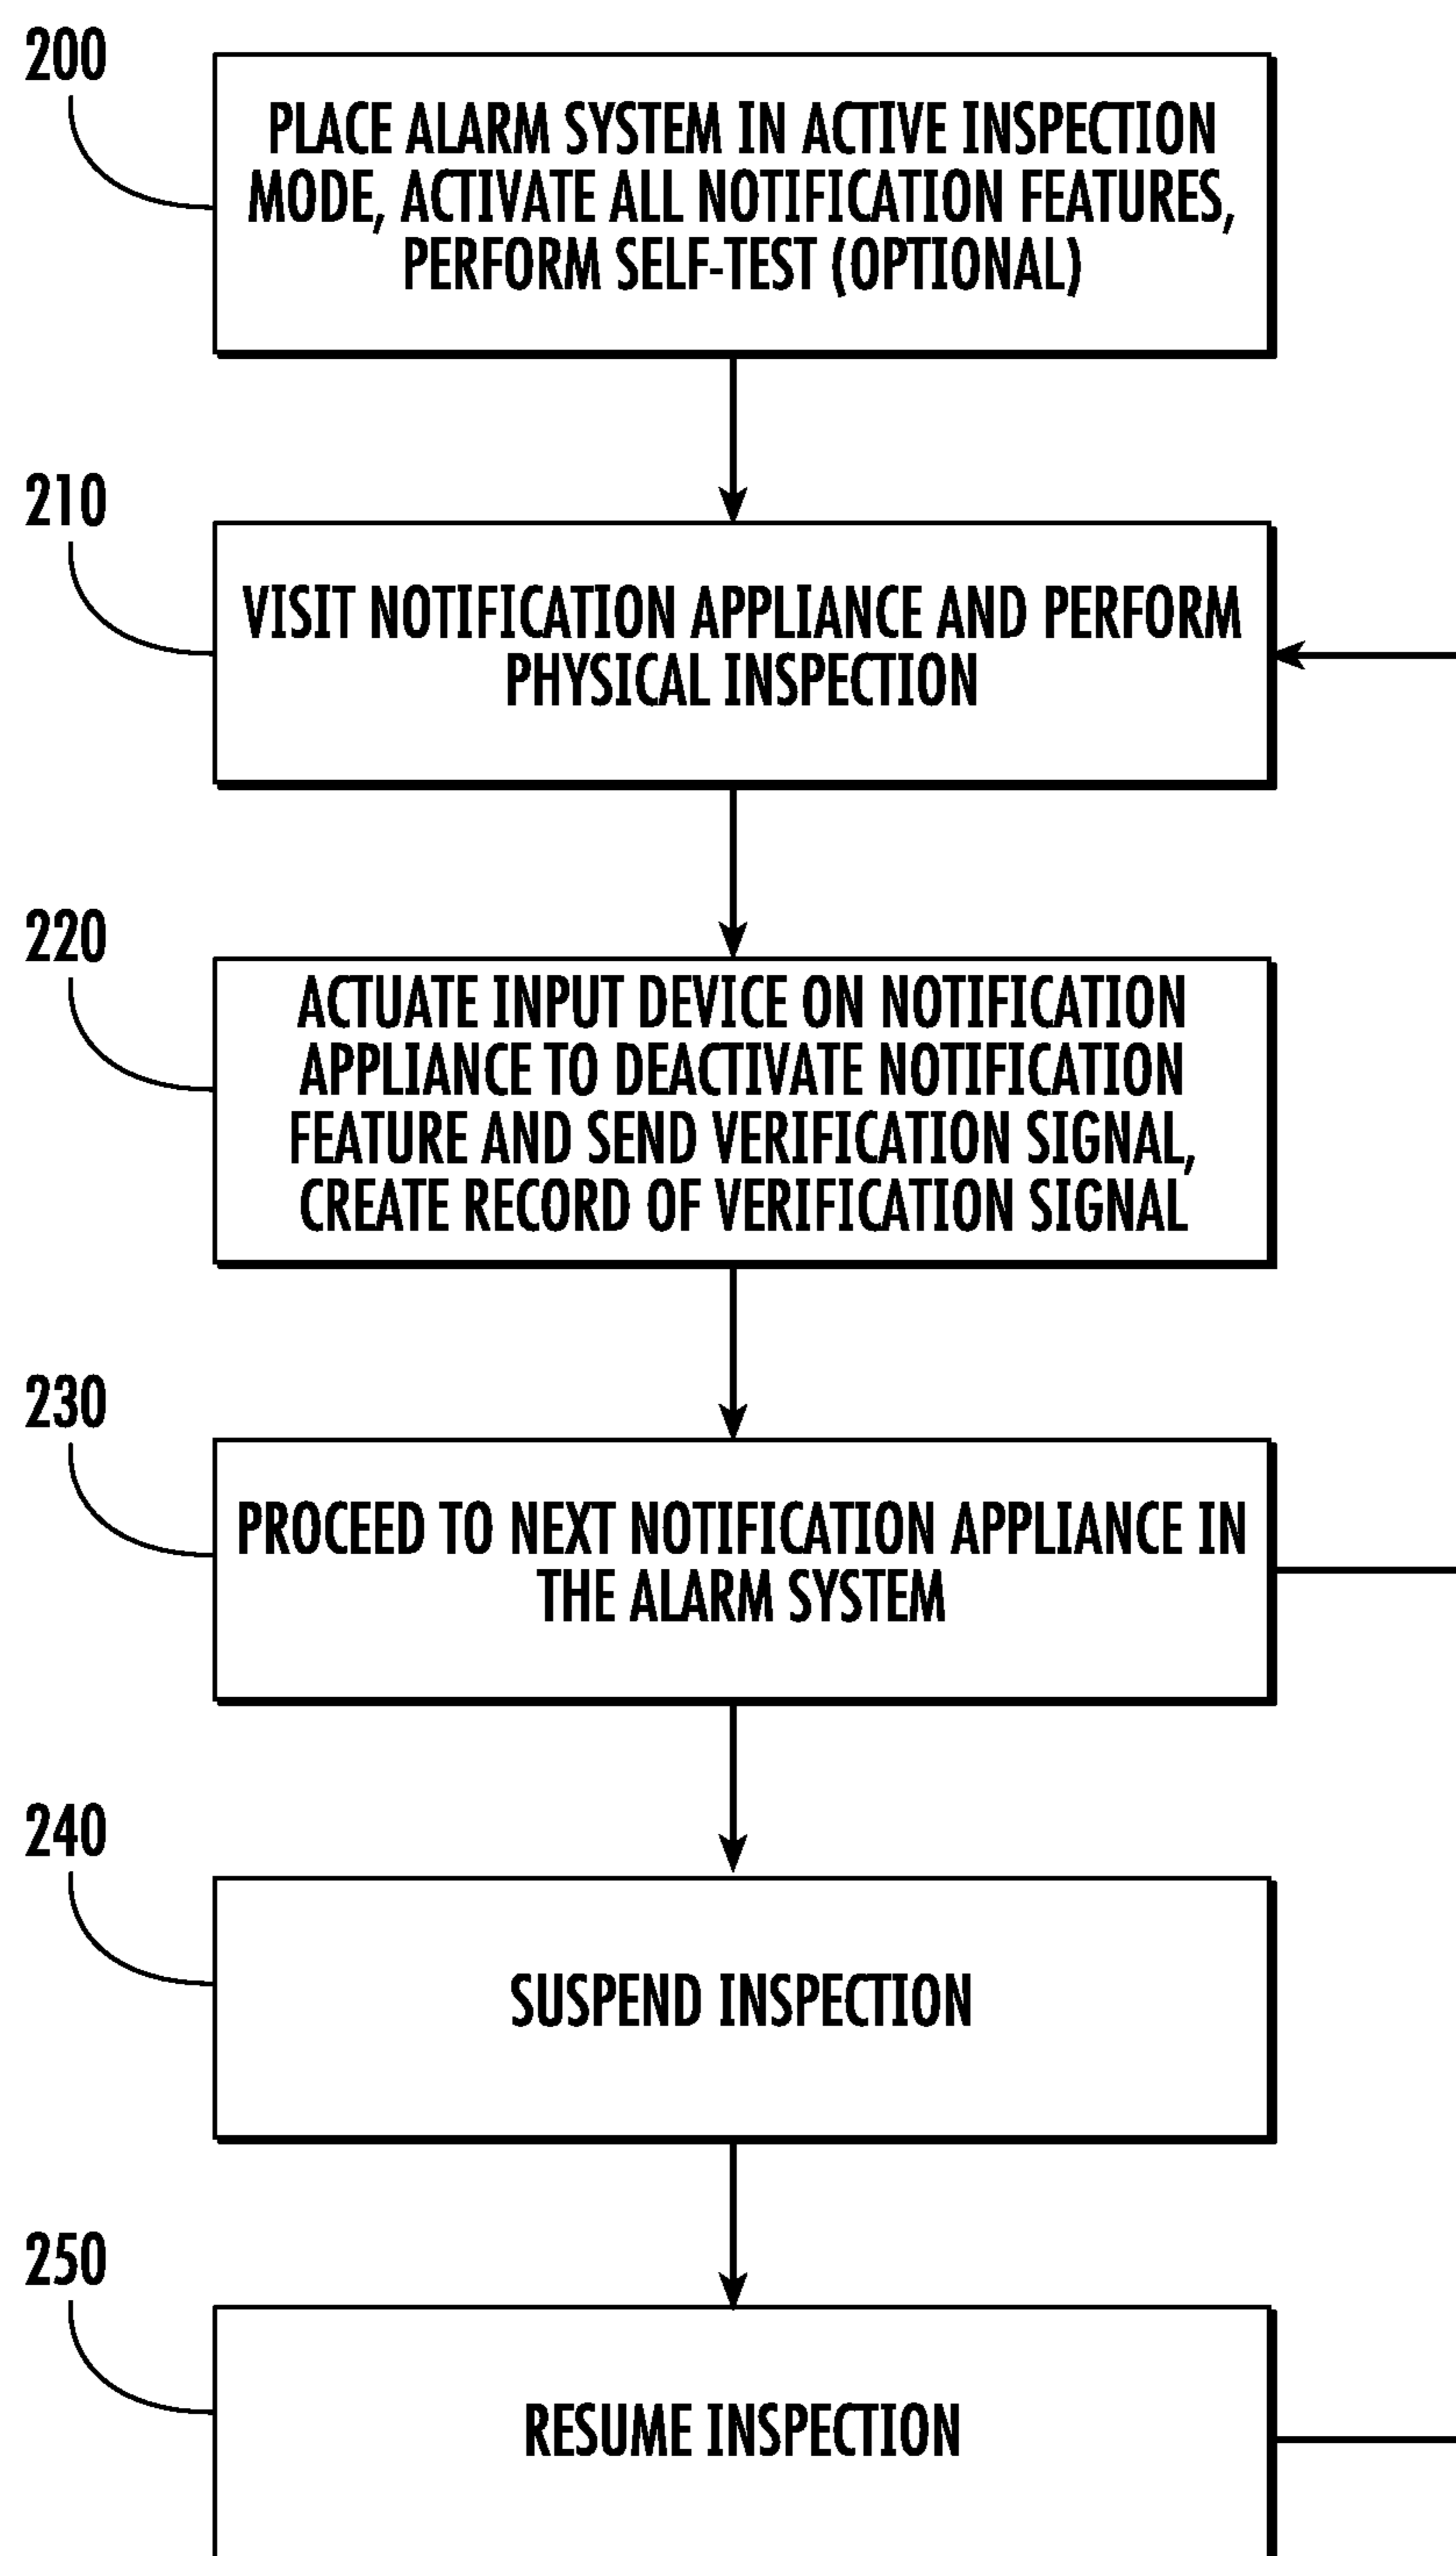 200
PLACE ALARM SYSTEM IN ACTIVE INSPECTION
MODE, ACTIVATE ALL NOTIFICATION FEATURES,
PERFORM SELF-TEST (OPTIONAL)
210
VISIT NOTIFICATION APPLIANCE AND PERFORM
PHYSICAL INSPECTION
220
ACTUATE INPUT DEVICE ON NOTIFICATION
APPLIANCE TO DEACTIVATE NOTIFICATION
FEATURE AND SEND VERIFICATION SIGNAL,
CREATE RECORD OF VERIFICATION SIGNAL
230
PROCEED TO NEXT NOTIFICATION APPLIANCE IN
THE ALARM SYSTEM
240
SUSPEND INSPECTION
250
RESUME INSPECTION